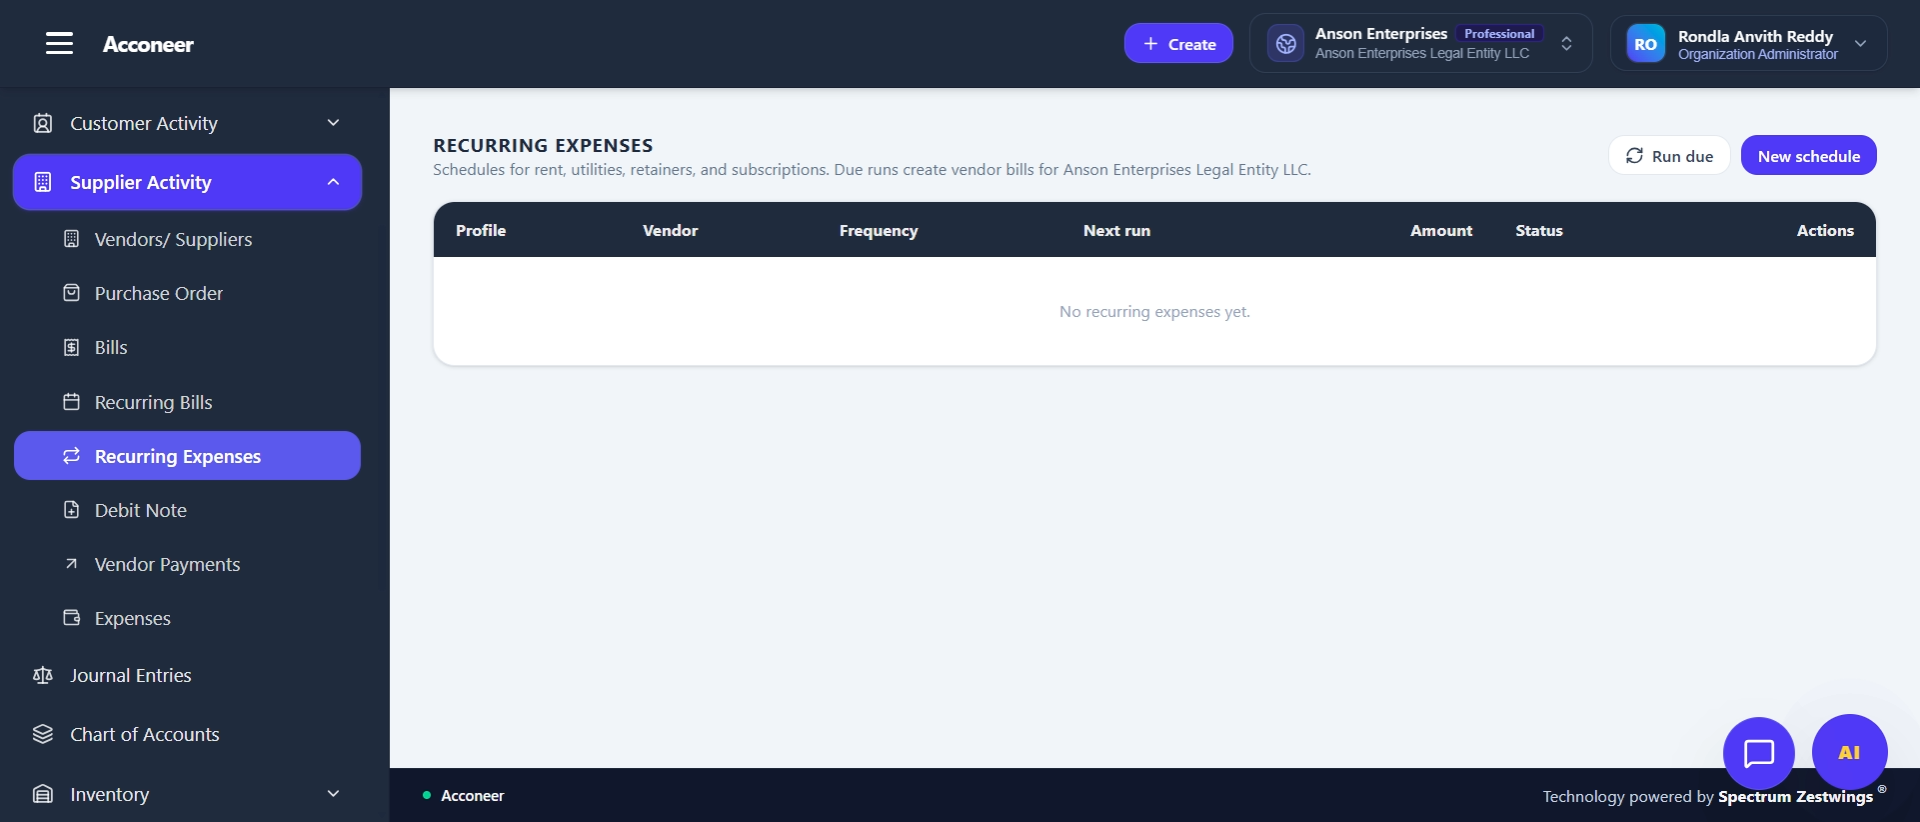 Acconeer
Create
Anson Enterprises Professional
Anson Enterprises Legal Entity LLC
RO
Rondla Anvith Reddy
Organization Administrator
Customer Activity
Supplier Activity
Vendors/ Suppliers
Purchase Order
Bills
Recurring Bills
Recurring Expenses
Debit Note
Vendor Payments
Expenses
Journal Entries
Chart of Accounts
Inventory
RECURRING EXPENSES
Schedules for rent, utilities, retainers, and subscriptions. Due runs create vendor bills for Anson Enterprises Legal Entity LLC.
Run due
New schedule
Profile Vendor Frequency Next run Amount Status Actions
No recurring expenses yet.
AI
Acconeer
Technology powered by Spectrum Zestwings ®